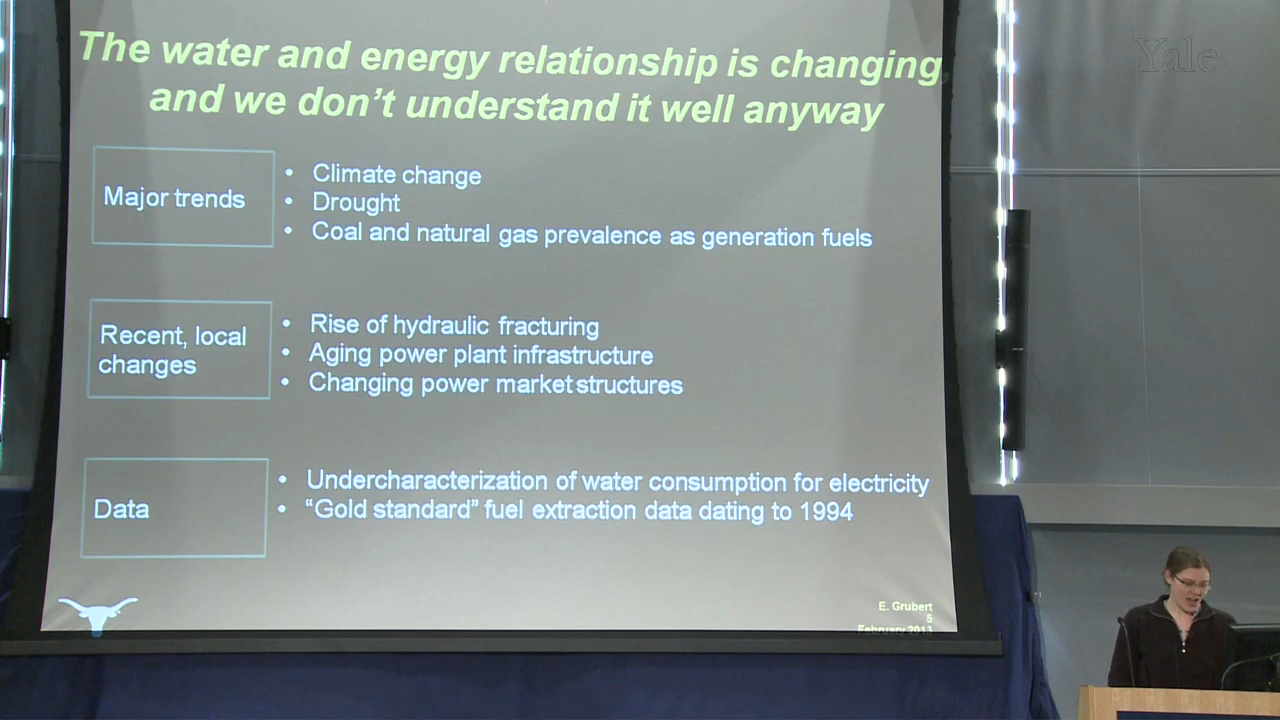 The water and energy relationship is changing,
and we don't understand it well anyway
Yale
Major trends
• Climate change
• Drought
• Coal and natural gas prevalence as generation fuels
Recent, local
changes
• Rise of hydraulic fracturing
• Aging power plant infrastructure
• Changing power market structures
Data
• Undercharacterization of water consumption for electricity
• “Gold standard” fuel extraction data dating to 1994
E. Grubert
5
February 2013